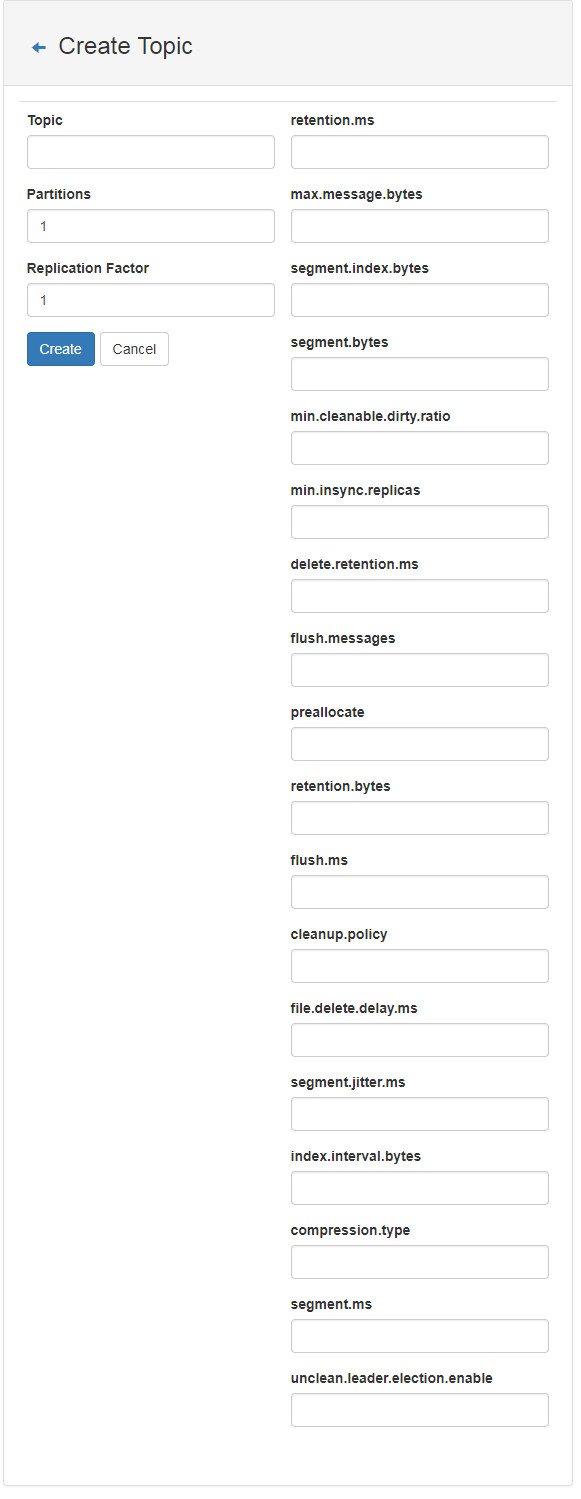 Create Topic
Topic
Partitions
1
Replication Factor
1
Create Cancel
retention.ms
max.message.bytes
segment.index.bytes
segment.bytes
min.cleanable.dirty.ratio
min.insync.replicas
delete.retention.ms
flush.messages
preallocate
retention.bytes
flush.ms
cleanup.policy
file.delete.delay.ms
segment.jitter.ms
index.interval.bytes
compression.type
segment.ms
unclean.leader.election.enable